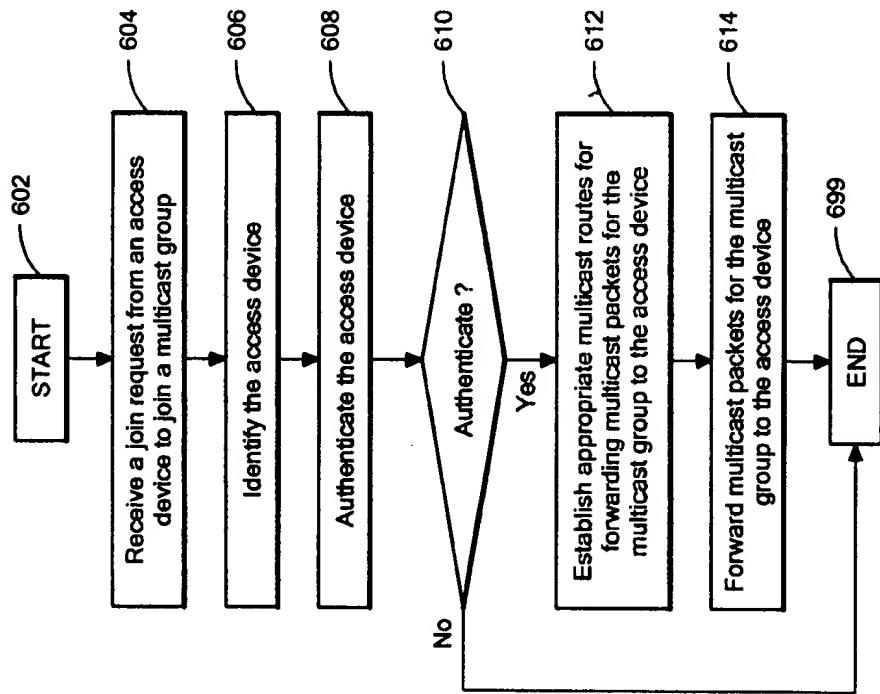 START
602
Receive a join request from an access
device to join a multicast group
604
Identify the access device
606
Authenticate the access device
608
Authenticate ?
610
No
Yes
Establish appropriate multicast routes for
forwarding multicast packets for the
multicast group to the access device
612
Forward multicast packets for the multicast
group to the access device
614
END
699